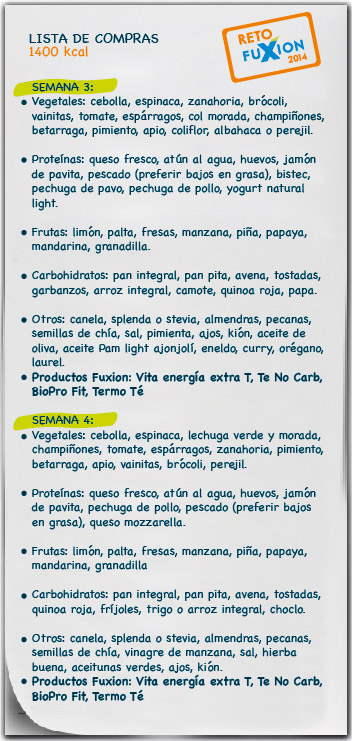 LISTA DE COMPRAS
1400 kcal
RETO
FUXION
2014
SEMANA 3:
• Vegetales: cebolla, espinaca, zanahoria, brócoli,
vainitas, tomate, espárragos, col morada, champiñones,
betarraga, pimiento, apio, coliflor, albahaca o perejil.
• Proteínas: queso fresco, atún al agua, huevos, jamón
de pavita, pescado (preferir bajos en grasa), bistec,
pechuga de pavo, pechuga de pollo, yogurt natural
light.
• Frutas: limón, palta, fresas, manzana, piña, papaya,
mandarina, granadilla.
• Carbohidratos: pan integral, pan pita, avena, tostadas,
garbanzos, arroz integral, camote, quinoa roja, papa.
• Otros: canela, splenda o stevia, almendras, pecanas,
semillas de chía, sal, pimienta, ajos, kión, aceite de
oliva, aceite Pam light ajonjolí, eneldo, curry, orégano,
laurel.
• Productos Fuxion: Vita energía extra T, Te No Carb,
BioPro Fit, Termo Té
SEMANA 4:
• Vegetales: cebolla, espinaca, lechuga verde y morada,
champiñones, tomate, espárragos, zanahoria, pimiento,
betarraga, apio, vainitas, brócoli, perejil.
• Proteínas: queso fresco, atún al agua, huevos, jamón
de pavita, pechuga de pollo, pescado (preferir bajos
en grasa), queso mozzarella.
• Frutas: limón, palta, fresas, manzana, piña, papaya,
mandarina, granadilla
• Carbohidratos: pan integral, pan pita, avena, tostadas,
quinoa roja, fríjoles, trigo o arroz integral, choclo.
• Otros: canela, splenda o stevia, almendras, pecanas,
semillas de chía, vinagre de manzana, sal, hierba
buena, aceitunas verdes, ajos, kión.
• Productos Fuxion: Vita energía extra T, Te No Carb,
BioPro Fit, Termo Té